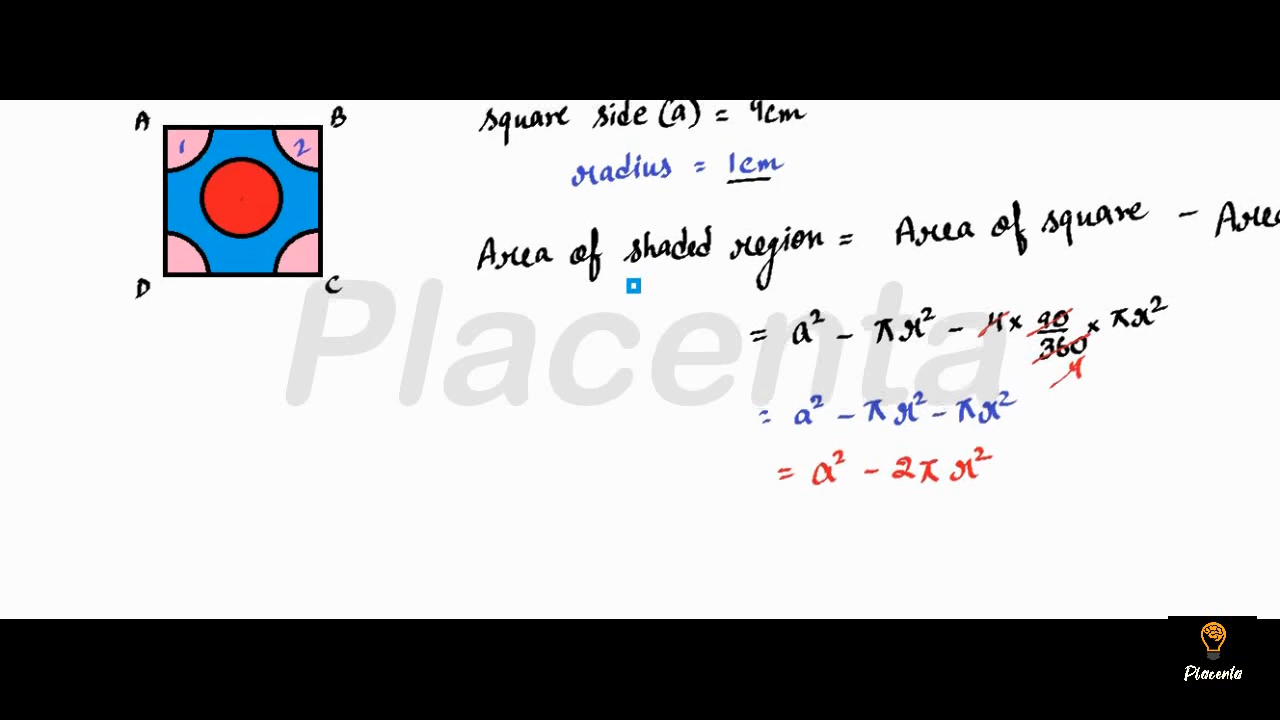 A
B
1
2
D
C
square side (a) = 4cm
radius = 1cm
Area of shaded region = Area of square - Area
= a² - πr² - 4 × 90/360 × πr²
4
= a² - πr² - πr²
= a² - 2πr²
Placenta
Placenta